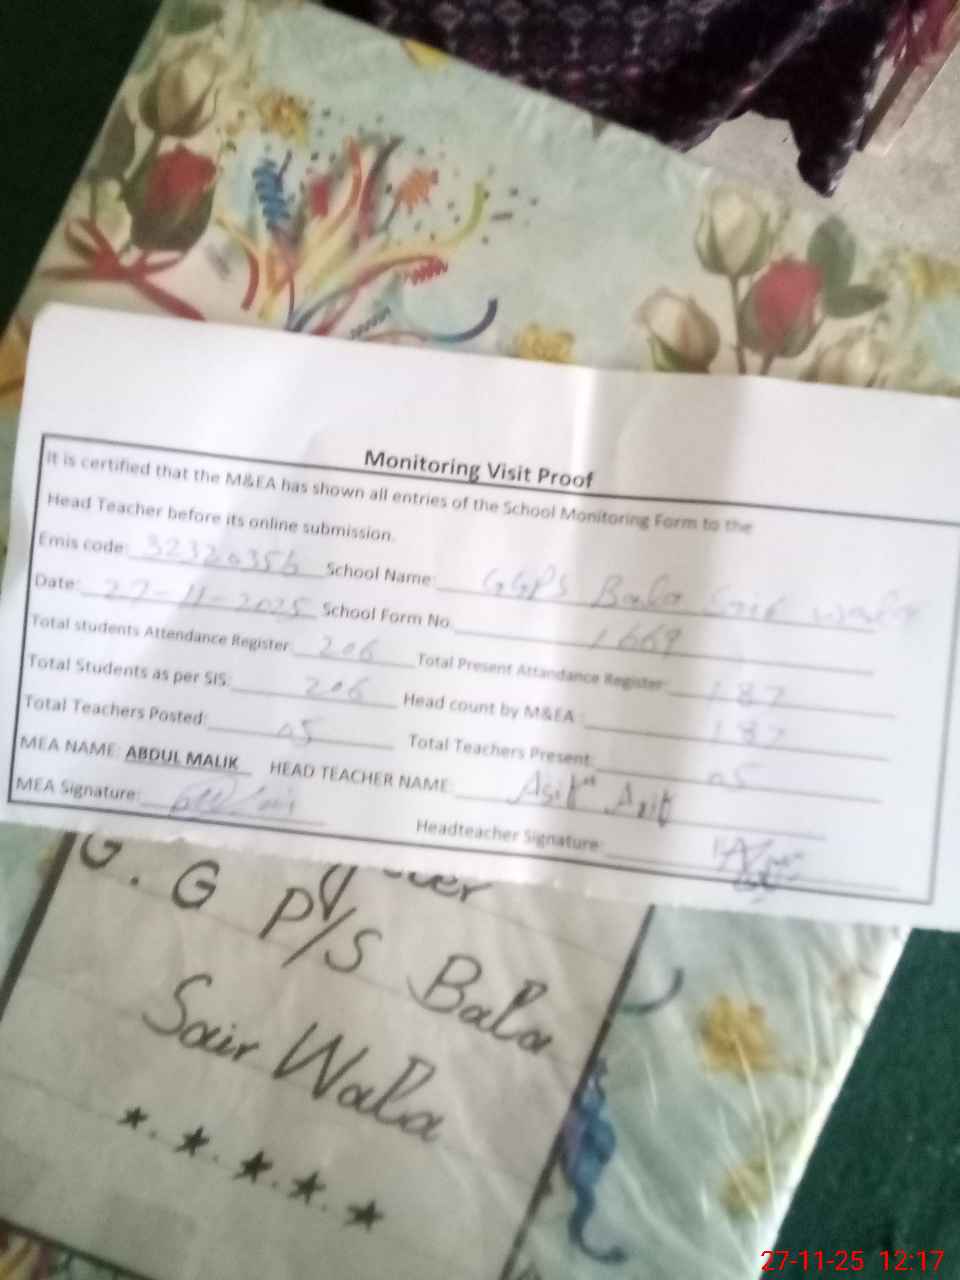 Monitoring Visit Proof
It is certified that the M&EA has shown all entries of the School Monitoring Form to the
Head Teacher before its online submission.
Emis code: School Name: GGPS Bala Sair Wala
Date: 27-11-2025 School Form No. 1669
Total students Attendance Register: 206 Total Present Attandance Register: 187
Total Students as per SIS: 206 Head count by M&EA : 187
Total Teachers Posted: 05 Total Teachers Present: 05
MEA NAME: ABDUL MALIK HEAD TEACHER NAME:
MEA Signature: Headteacher Signature:
G. G P/S Bala
Sair Wala
27-11-25 12:17